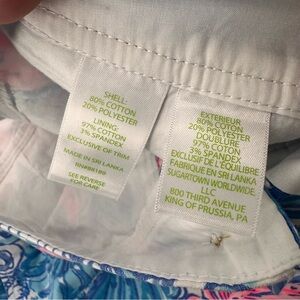 SHELL:
80% COTTON
20% POLYESTER
LINING:
97% COTTON
3% SPANDEX
EXCLUSIVE OF TRIM
MADE IN SRI LANKA
SEE REVERSE
FOR CARE
EXTERIEUR
80% COTON
20% POLYESTER
DOUBLURE
97% COTON
3% SPANDEX
EXCLUSIF DE L'ÉQUILIBRE
FABRIQUÉ EN SRI LANKA
SUGARTOWN WORLDWIDE
LLC
800 THIRD AVENUE
KING OF PRUSSIA, PA